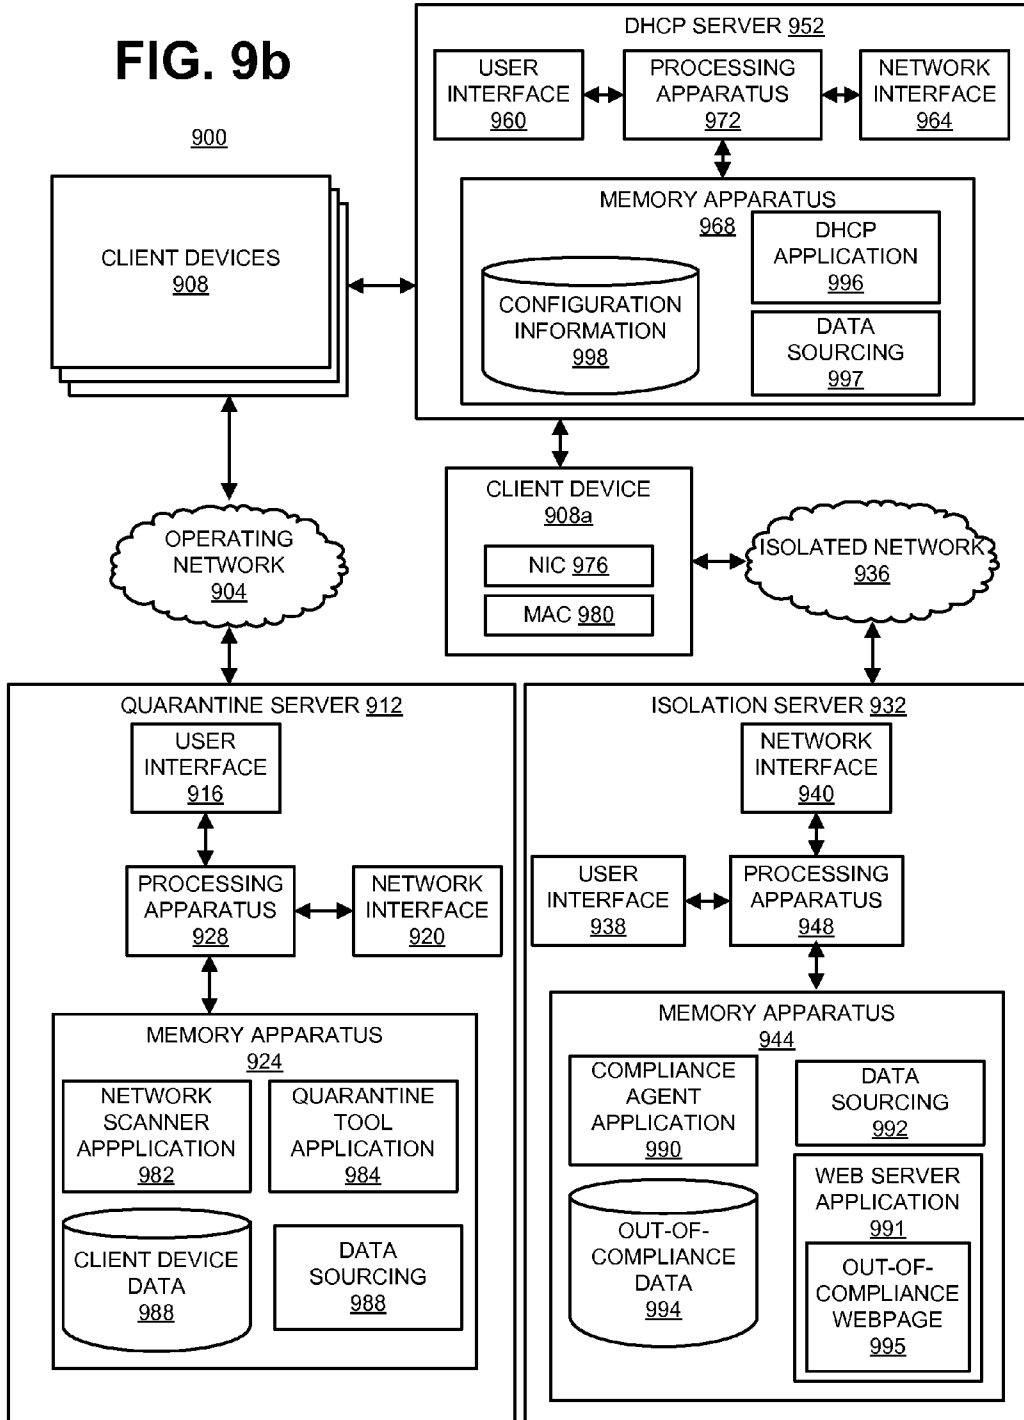 FIG. 9b
900
DHCP SERVER 952
USER
INTERFACE
960
PROCESSING
APPARATUS
972
NETWORK
INTERFACE
964
MEMORY APPARATUS
968
DHCP
APPLICATION
996
CONFIGURATION
INFORMATION
998
DATA
SOURCING
997
CLIENT DEVICES
908
CLIENT DEVICE
908a
NIC 976
MAC 980
OPERATING
NETWORK
904
ISOLATED NETWORK
936
QUARANTINE SERVER 912
USER
INTERFACE
916
PROCESSING
APPARATUS
928
NETWORK
INTERFACE
920
MEMORY APPARATUS
924
NETWORK
SCANNER
APPPLICATION
982
QUARANTINE
TOOL
APPLICATION
984
CLIENT DEVICE
DATA
988
DATA
SOURCING
988
ISOLATION SERVER 932
NETWORK
INTERFACE
940
USER
INTERFACE
938
PROCESSING
APPARATUS
948
MEMORY APPARATUS
944
COMPLIANCE
AGENT
APPLICATION
990
DATA
SOURCING
992
OUT-OF-
COMPLIANCE
DATA
994
WEB SERVER
APPLICATION
991
OUT-OF-
COMPLIANCE
WEBPAGE
995